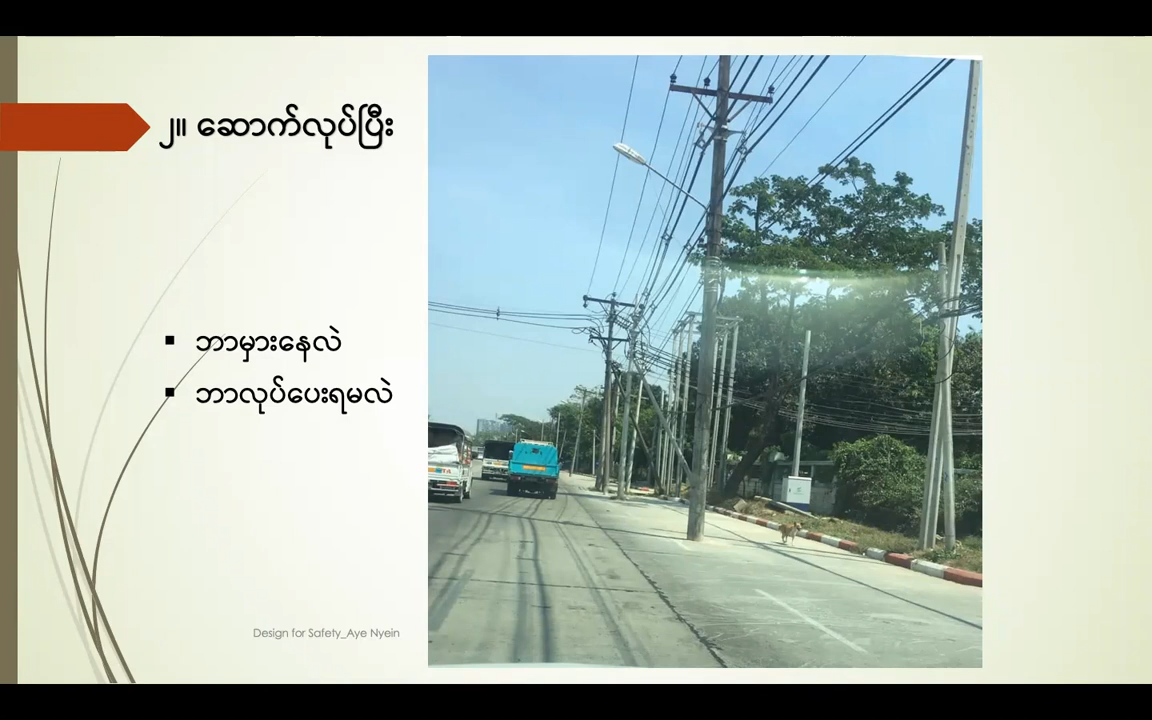 ၂။ ဆောက်လုပ်ပြီး
▪ ဘာမှားနေလဲ
▪ ဘာလုပ်ပေးရမလဲ
Design for Safety_Aye Nyein